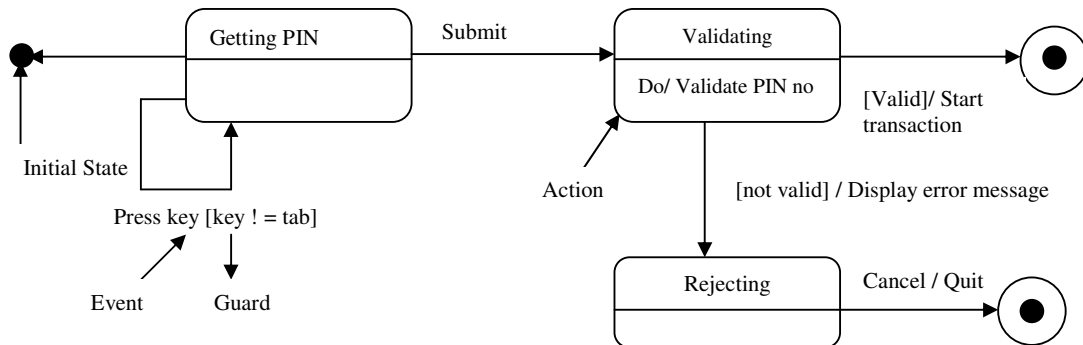 Getting PIN
Submit
Validating
Do/ Validate PIN no
[Valid]/ Start
transaction
Initial State
Action
[not valid] / Display error message
Press key [key ! = tab]
Event
Guard
Rejecting
Cancel / Quit